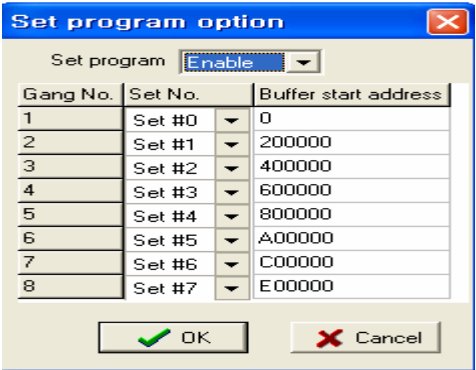 Set program option
Set program Enable
Gang No. Set No. Buffer start address
1 Set #0 0
2 Set #1 200000
3 Set #2 400000
4 Set #3 600000
5 Set #4 800000
6 Set #5 A00000
7 Set #6 C00000
8 Set #7 E00000
OK Cancel